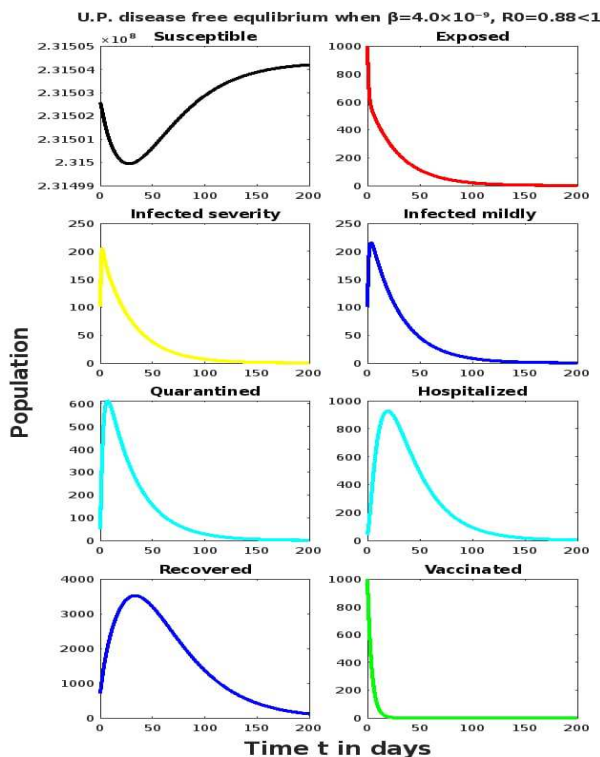 U.P. disease free equlibrium when β=4.0×10⁻⁹, R0=0.88<1
Susceptible Exposed
×10⁸
2.31505 1000
2.31504 800
2.31503 600
2.31502
2.31501 400
2.315 200
2.31499 0
0 50 100 150 200 0 50 100 150 200
Infected severity Infected mildly
250 250
200 200
150 150
100 100
50 50
0 0
0 50 100 150 200 0 50 100 150 200
Population
Quarantined Hospitalized
600 1000
500 800
400 600
300
200 400
100 200
0 0
0 50 100 150 200 0 50 100 150 200
Recovered Vaccinated
4000 1000
3000 800
2000 600
1000 400
200
0 0
0 50 100 150 200 0 50 100 150 200
Time t in days